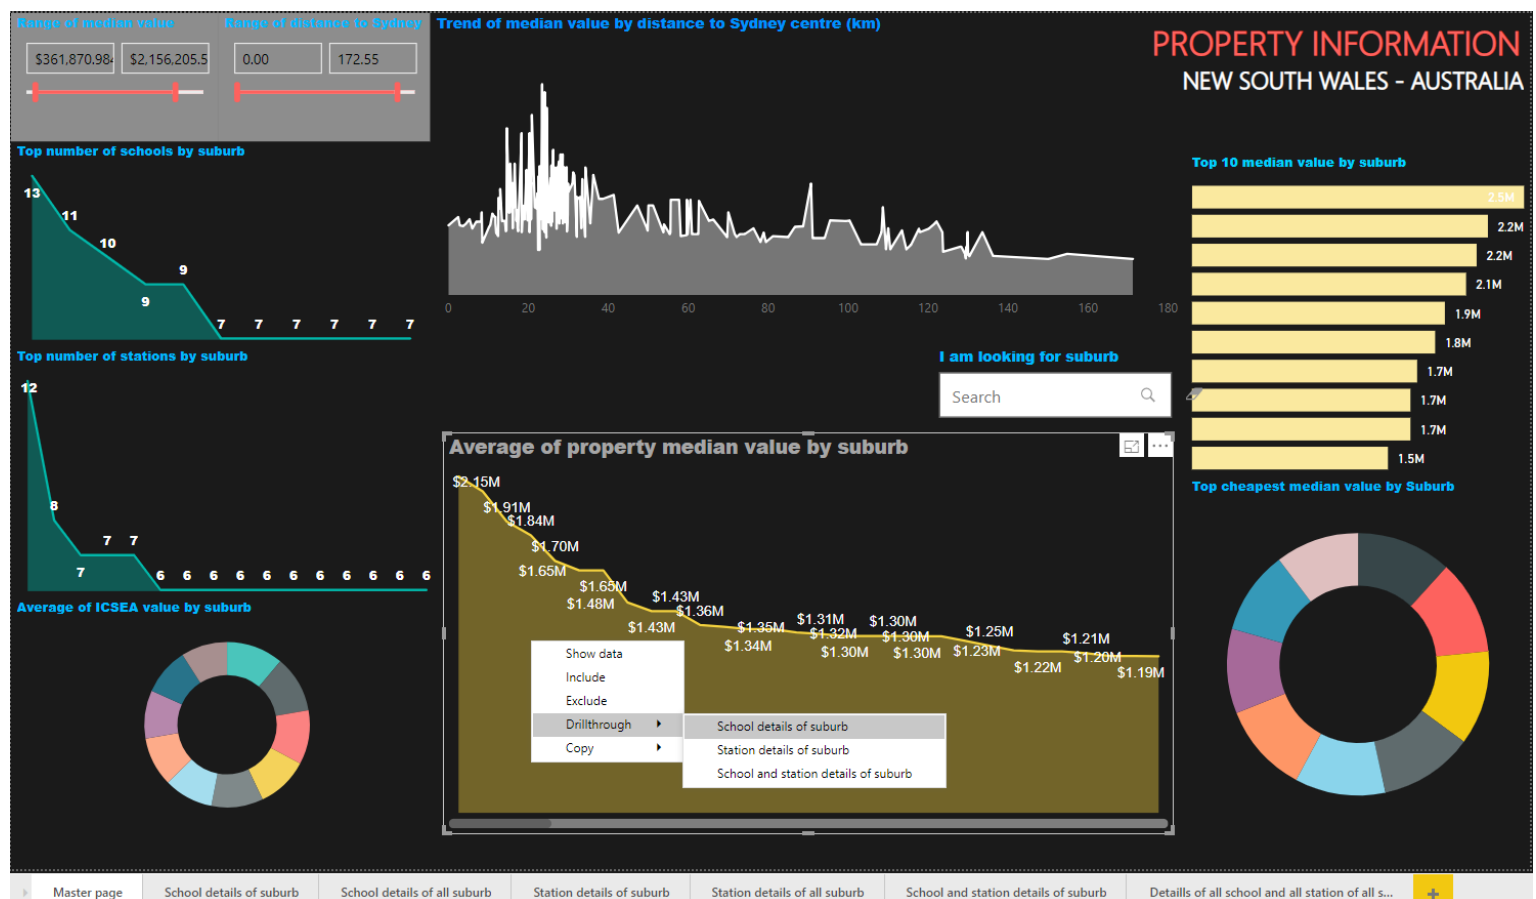 Range of median value
Range of distance to Sydney
$361,870.98
$2,156,205.5
0.00
172.55
Trend of median value by distance to Sydney centre (km)
0
20
40
60
80
100
120
140
160
180
PROPERTY INFORMATION
NEW SOUTH WALES - AUSTRALIA
Top number of schools by suburb
13
11
10
9
9
7
7
7
7
7
7
Top number of stations by suburb
12
8
7
7
7
6
6
6
6
6
6
6
6
6
6
6
Average of ICSEA value by suburb
I am looking for suburb
Search
Average of property median value by suburb
$2.15M
$1.91M
$1.84M
$1.70M
$1.65M
$1.65M
$1.48M
$1.43M
$1.43M
$1.36M
$1.34M
$1.35M
$1.31M
$1.32M
$1.30M
$1.30M
$1.30M
$1.30M
$1.23M
$1.25M
$1.22M
$1.21M
$1.20M
$1.19M
Show data
Include
Exclude
Drillthrough
Copy
School details of suburb
Station details of suburb
School and station details of suburb
Top 10 median value by suburb
2.5M
2.2M
2.2M
2.1M
1.9M
1.8M
1.7M
1.7M
1.7M
1.5M
Top cheapest median value by Suburb
Master page
School details of suburb
School details of all suburb
Station details of suburb
Station details of all suburb
School and station details of suburb
Detaills of all school and all station of all s...